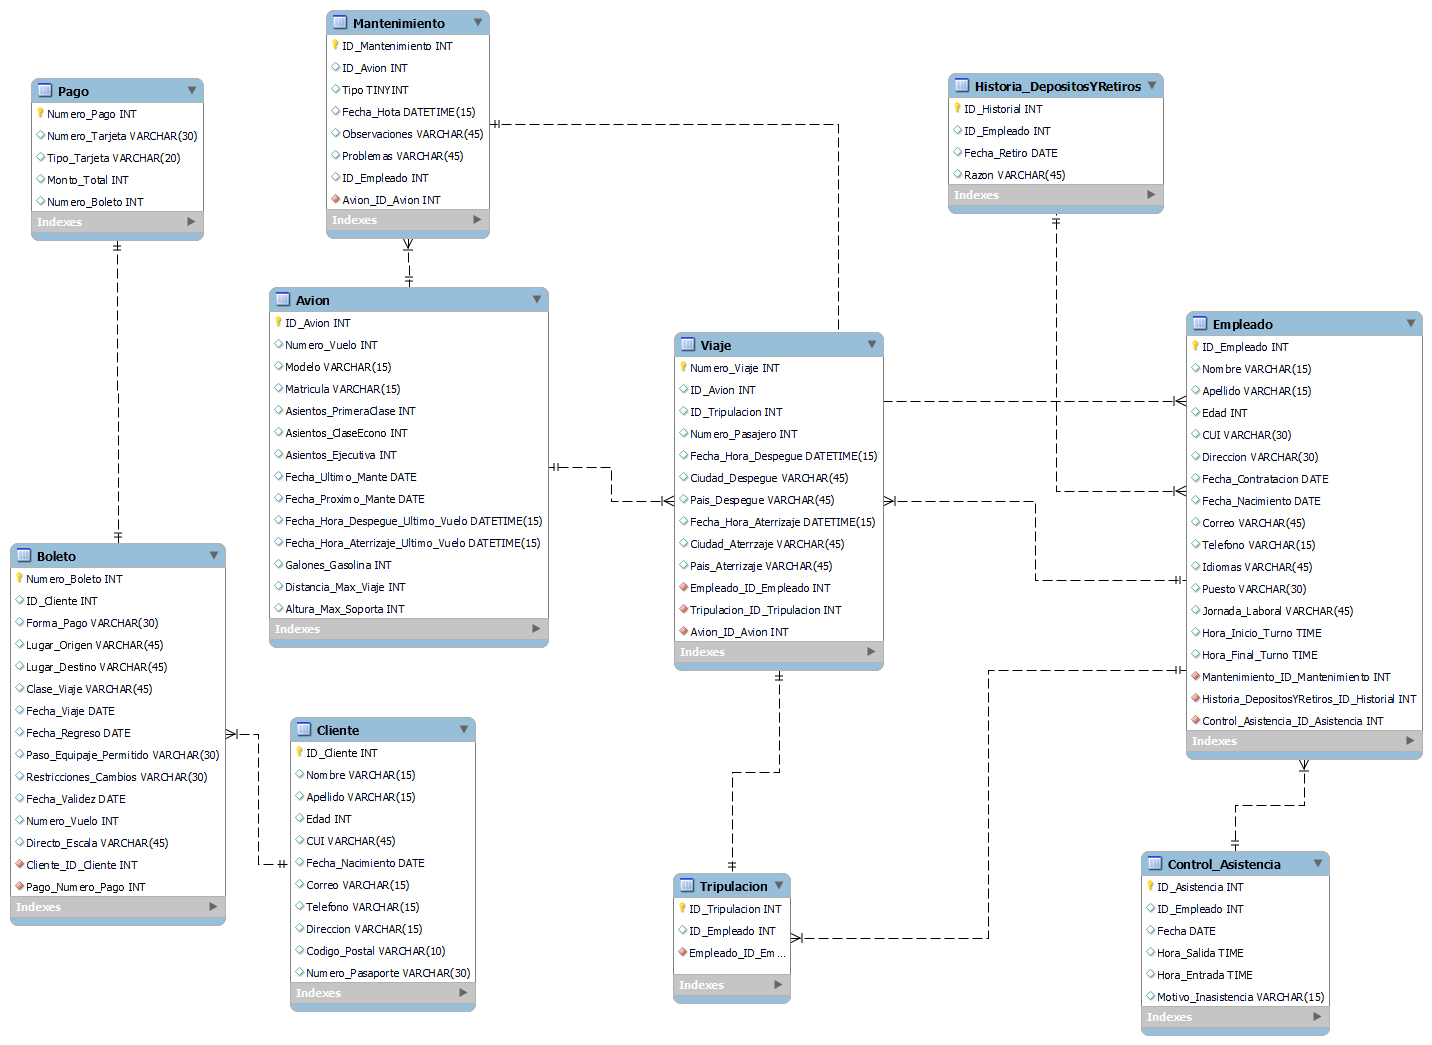 Mantenimiento
ID_Mantenimiento INT
ID_Avion INT
Tipo TINYINT
Fecha_Hota DATETIME(15)
Observaciones VARCHAR(45)
Problemas VARCHAR(45)
ID_Empleado INT
Avion_ID_Avion INT
Indexes
Pago
Numero_Pago INT
Numero_Tarjeta VARCHAR(30)
Tipo_Tarjeta VARCHAR(20)
Monto_Total INT
Numero_Boleto INT
Indexes
Historia_DepositosYRetiros
ID_Historial INT
ID_Empleado INT
Fecha_Retiro DATE
Razon VARCHAR(45)
Indexes
Avion
ID_Avion INT
Numero_Vuelo INT
Modelo VARCHAR(15)
Matricula VARCHAR(15)
Asientos_PrimeraClase INT
Asientos_ClaseEcono INT
Asientos_Ejecutiva INT
Fecha_Ultimo_Mante DATE
Fecha_Proximo_Mante DATE
Fecha_Hora_Despegue_Ultimo_Vuelo DATETIME(15)
Fecha_Hora_Aterrizaje_Ultimo_Vuelo DATETIME(15)
Galones_Gasolina INT
Distancia_Max_Viaje INT
Altura_Max_Soporta INT
Indexes
Viaje
Numero_Viaje INT
ID_Avion INT
ID_Tripulacion INT
Numero_Pasajero INT
Fecha_Hora_Despegue DATETIME(15)
Ciudad_Despegue VARCHAR(45)
Pais_Despegue VARCHAR(45)
Fecha_Hora_Aterrizaje DATETIME(15)
Ciudad_Aterrzaje VARCHAR(45)
Pais_Aterrizaje VARCHAR(45)
Empleado_ID_Empleado INT
Tripulacion_ID_Tripulacion INT
Avion_ID_Avion INT
Indexes
Empleado
ID_Empleado INT
Nombre VARCHAR(15)
Apellido VARCHAR(15)
Edad INT
CUI VARCHAR(30)
Direccion VARCHAR(30)
Fecha_Contratacion DATE
Fecha_Nacimiento DATE
Correo VARCHAR(45)
Telefono VARCHAR(15)
Idiomas VARCHAR(45)
Puesto VARCHAR(30)
Jornada_Laboral VARCHAR(45)
Hora_Inicio_Turno TIME
Hora_Final_Turno TIME
Mantenimiento_ID_Mantenimiento INT
Historia_DepositosYRetiros_ID_Historial INT
Control_Asistencia_ID_Asistencia INT
Indexes
Boleto
Numero_Boleto INT
ID_Cliente INT
Forma_Pago VARCHAR(30)
Lugar_Origen VARCHAR(45)
Lugar_Destino VARCHAR(45)
Clase_Viaje VARCHAR(45)
Fecha_Viaje DATE
Fecha_Regreso DATE
Paso_Equipaje_Permitido VARCHAR(30)
Restricciones_Cambios VARCHAR(30)
Fecha_Validez DATE
Numero_Vuelo INT
Directo_Escala VARCHAR(45)
Cliente_ID_Cliente INT
Pago_Numero_Pago INT
Indexes
Cliente
ID_Cliente INT
Nombre VARCHAR(15)
Apellido VARCHAR(15)
Edad INT
CUI VARCHAR(45)
Fecha_Nacimiento DATE
Correo VARCHAR(15)
Telefono VARCHAR(15)
Direccion VARCHAR(15)
Codigo_Postal VARCHAR(10)
Numero_Pasaporte VARCHAR(30)
Indexes
Tripulacion
ID_Tripulacion INT
ID_Empleado INT
Empleado_ID_Em...
Indexes
Control_Asistencia
ID_Asistencia INT
ID_Empleado INT
Fecha DATE
Hora_Salida TIME
Hora_Entrada TIME
Motivo_Inasistencia VARCHAR(15)
Indexes